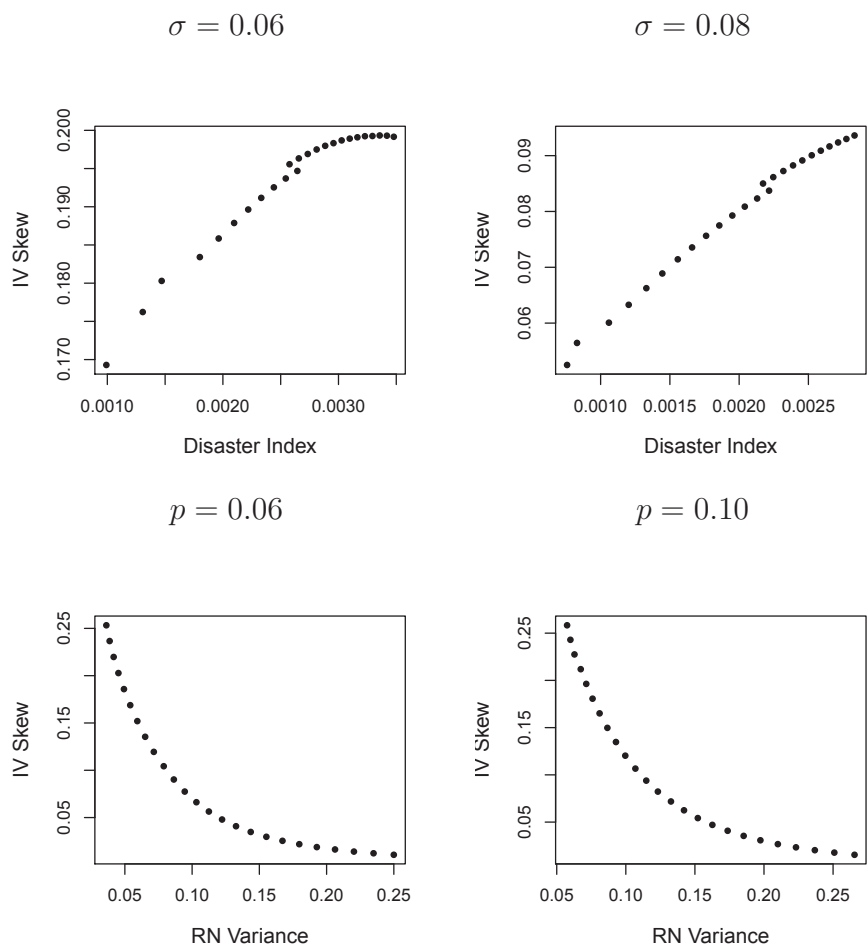 σ = 0.06
σ = 0.08
IV Skew
0.170 0.180 0.190 0.200
0.0010 0.0020 0.0030
Disaster Index
IV Skew
0.06 0.07 0.08 0.09
0.0010 0.0015 0.0020 0.0025
Disaster Index
p = 0.06
p = 0.10
IV Skew
0.05 0.15 0.25
0.05 0.10 0.15 0.20 0.25
RN Variance
IV Skew
0.05 0.15 0.25
0.05 0.10 0.15 0.20 0.25
RN Variance